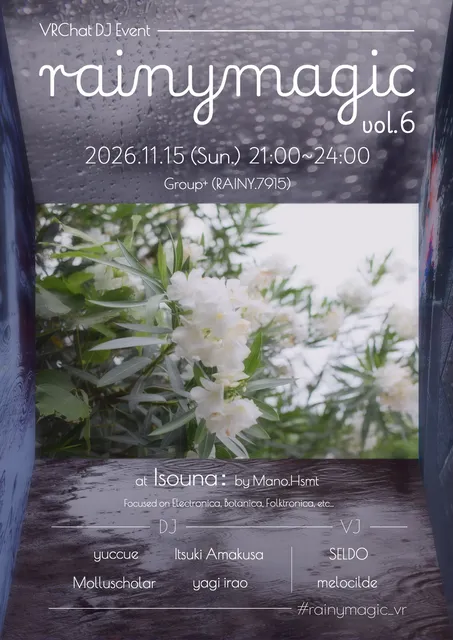 VRChat DJ Event
rainymagic
vol.6
2026.11.15 (Sun.) 21:00~24:00
Group+ (RAINY.7915)
at Isouna: by Mano.Hsmt
Focused on Electronica, Botanica, Folktronica, etc...
DJ VJ
yuccue Itsuki Amakusa SELDO
Molluscholar yagi irao melocilde
#rainymagic_vr